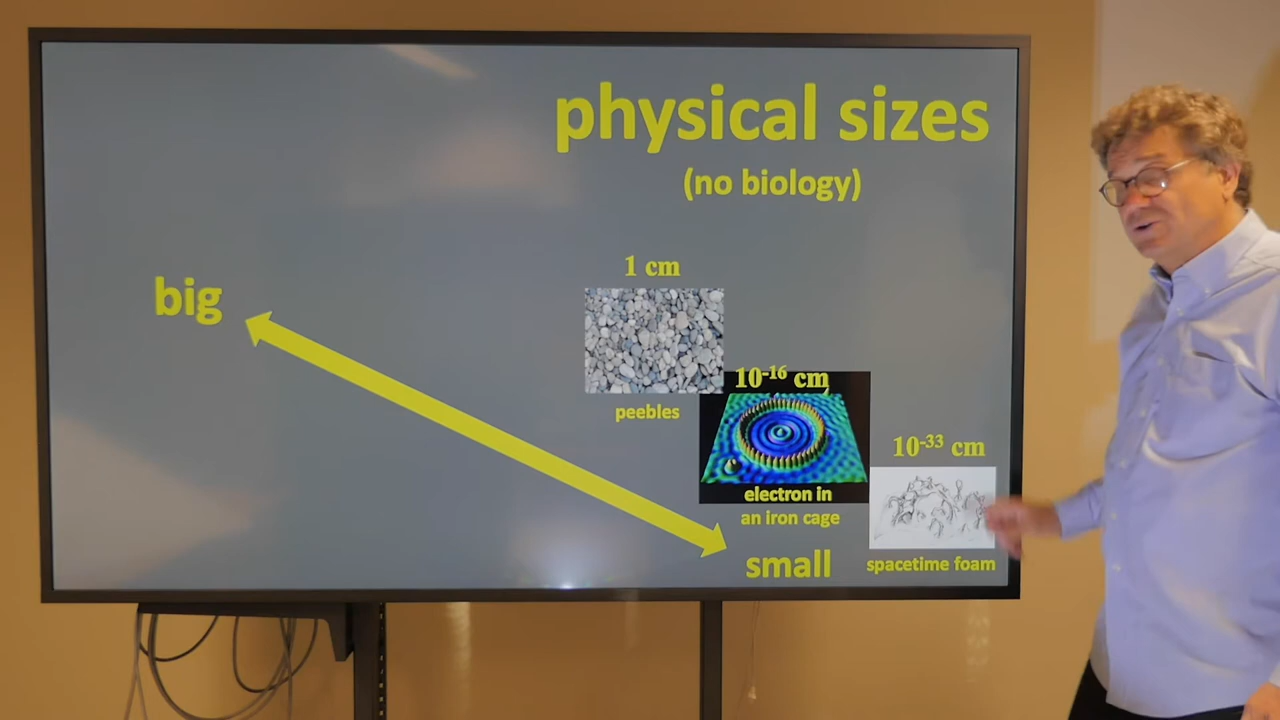 physical sizes
(no biology)
big
1 cm
peebles
10⁻¹⁶ cm
electron in
an iron cage
10⁻³³ cm
spacetime foam
small